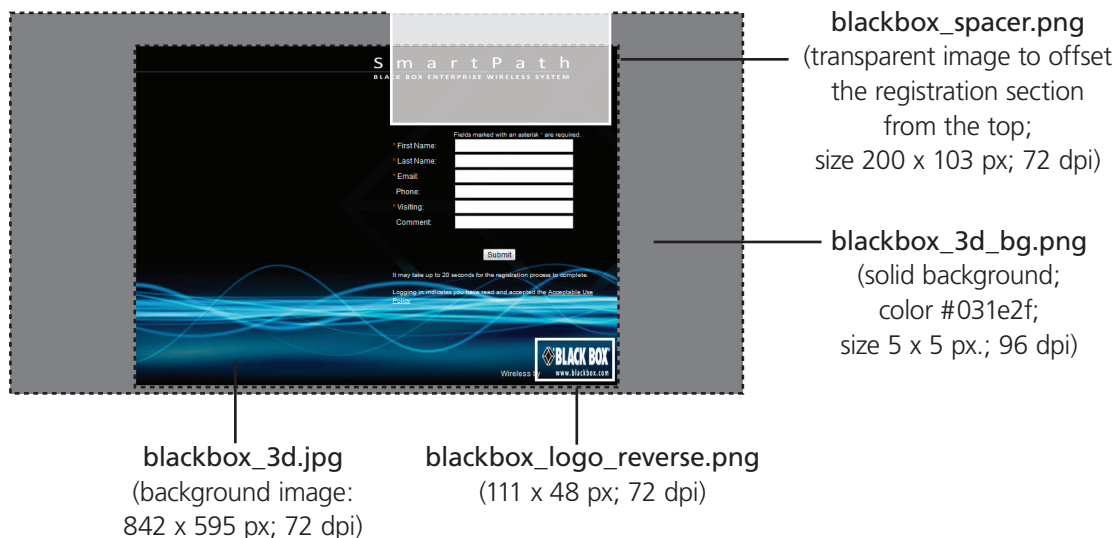 blackbox_spacer.png
(transparent image to offset
the registration section
from the top;
size 200 x 103 px; 72 dpi)
SmartPath
BLACK BOX ENTERPRISE WIRELESS SYSTEM
Fields marked with an asterisk * are required.
* First Name:
* Last Name:
* Email:
Phone:
* Visiting:
Comment:
Submit
It may take up to 20 seconds for the registration process to complete.
Logging in indicates you have read and accepted the Acceptable Use
Policy
blackbox_3d_bg.png
(solid background;
color #031e2f;
size 5 x 5 px.; 96 dpi)
BLACK BOX
Wireless by www.blackbox.com
blackbox_3d.jpg
(background image:
842 x 595 px; 72 dpi)
blackbox_logo_reverse.png
(111 x 48 px; 72 dpi)